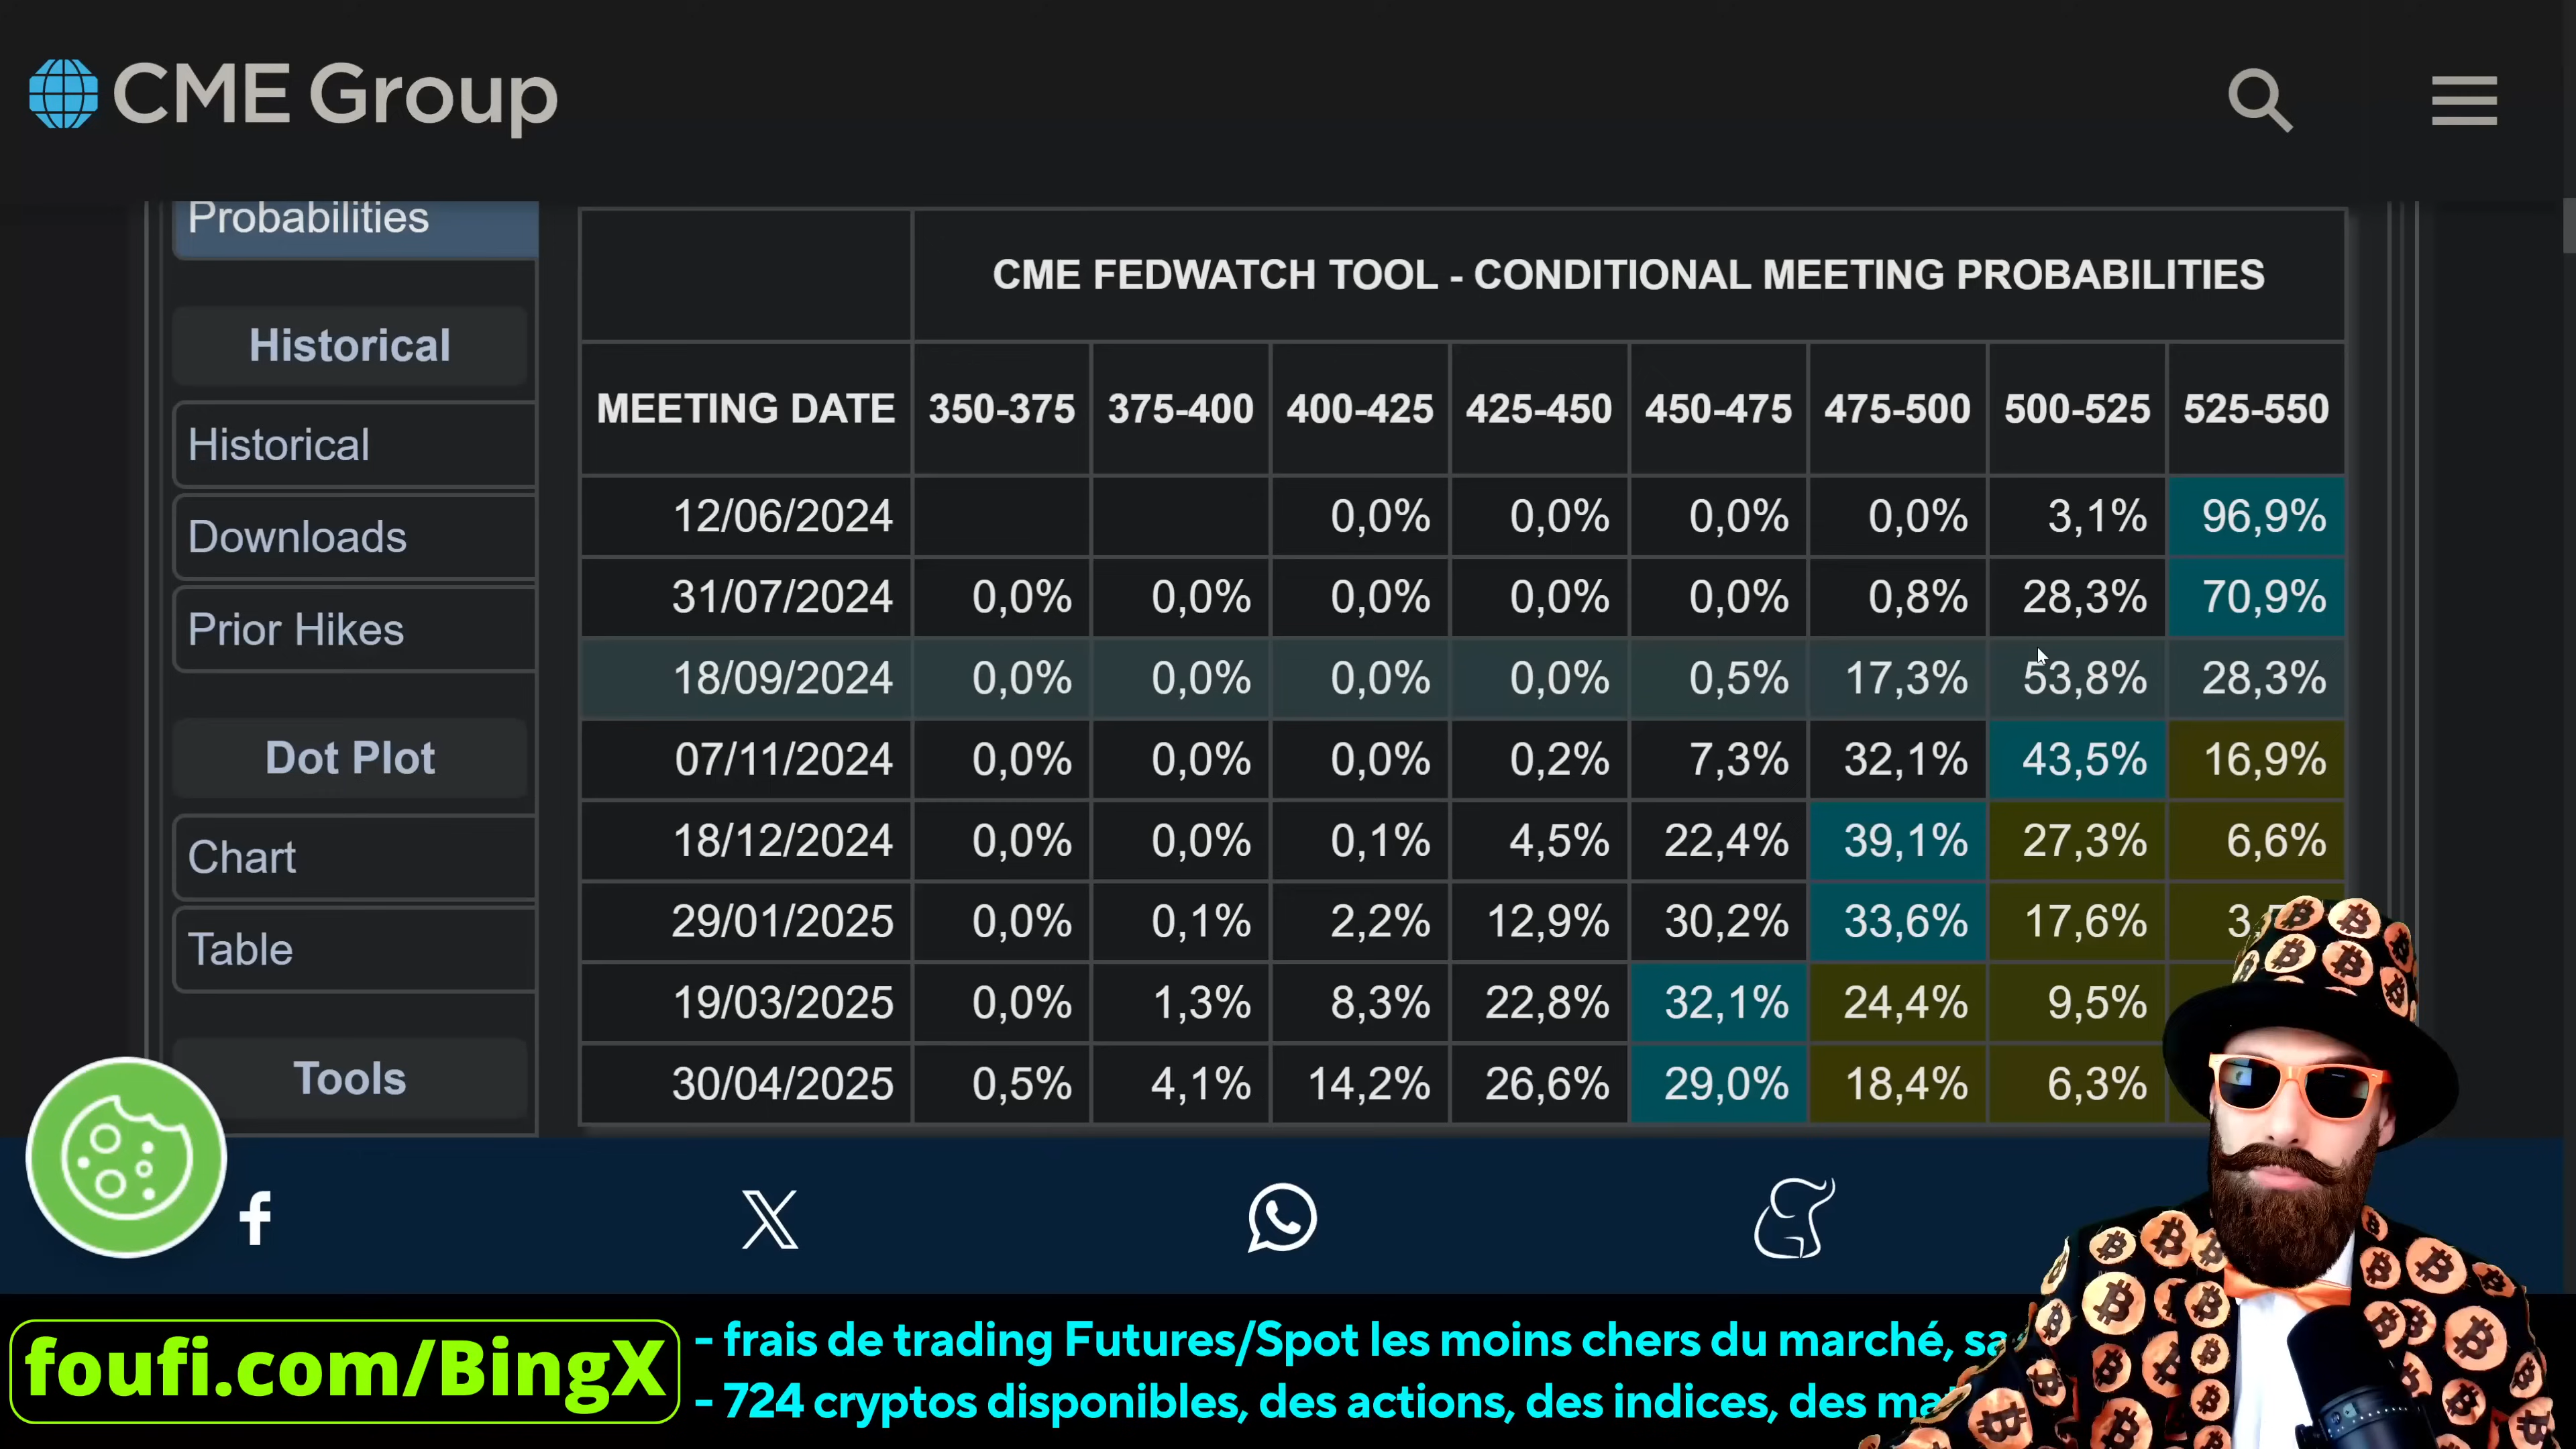 CME Group
Probabilities
Historical
Historical
Downloads
Prior Hikes
Dot Plot
Chart
Table
Tools
CME FEDWATCH TOOL - CONDITIONAL MEETING PROBABILITIES
MEETING DATE 350-375 375-400 400-425 425-450 450-475 475-500 500-525 525-550
12/06/2024 0,0% 0,0% 0,0% 0,0% 3,1% 96,9%
31/07/2024 0,0% 0,0% 0,0% 0,0% 0,0% 0,8% 28,3% 70,9%
18/09/2024 0,0% 0,0% 0,0% 0,0% 0,5% 17,3% 53,8% 28,3%
07/11/2024 0,0% 0,0% 0,0% 0,2% 7,3% 32,1% 43,5% 16,9%
18/12/2024 0,0% 0,0% 0,1% 4,5% 22,4% 39,1% 27,3% 6,6%
29/01/2025 0,0% 0,1% 2,2% 12,9% 30,2% 33,6% 17,6%
19/03/2025 0,0% 1,3% 8,3% 22,8% 32,1% 24,4% 9,5%
30/04/2025 0,5% 4,1% 14,2% 26,6% 29,0% 18,4% 6,3%
foufi.com/BingX
- frais de trading Futures/Spot les moins chers du marché,
- 724 cryptos disponibles, des actions, des indices, des